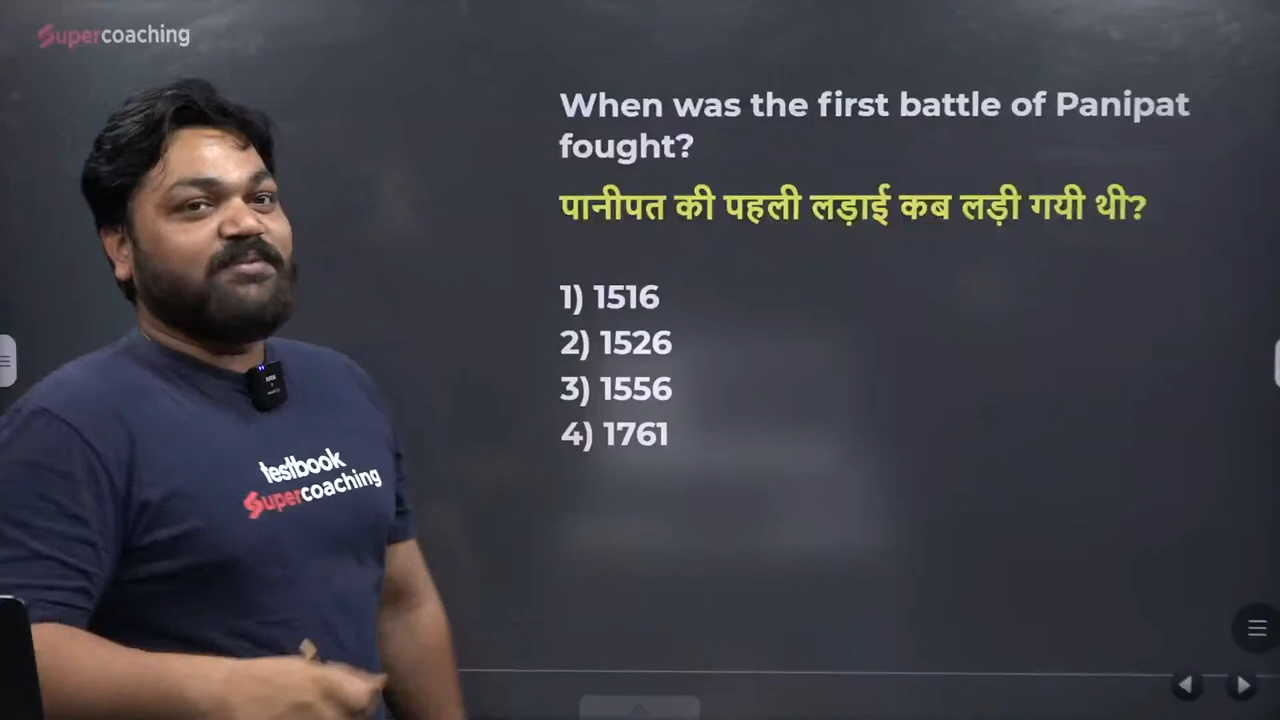 Supercoaching
When was the first battle of Panipat
fought?
पानीपत की पहली लड़ाई कब लड़ी गयी थी?
1) 1516
2) 1526
3) 1556
4) 1761
testbook
Supercoaching